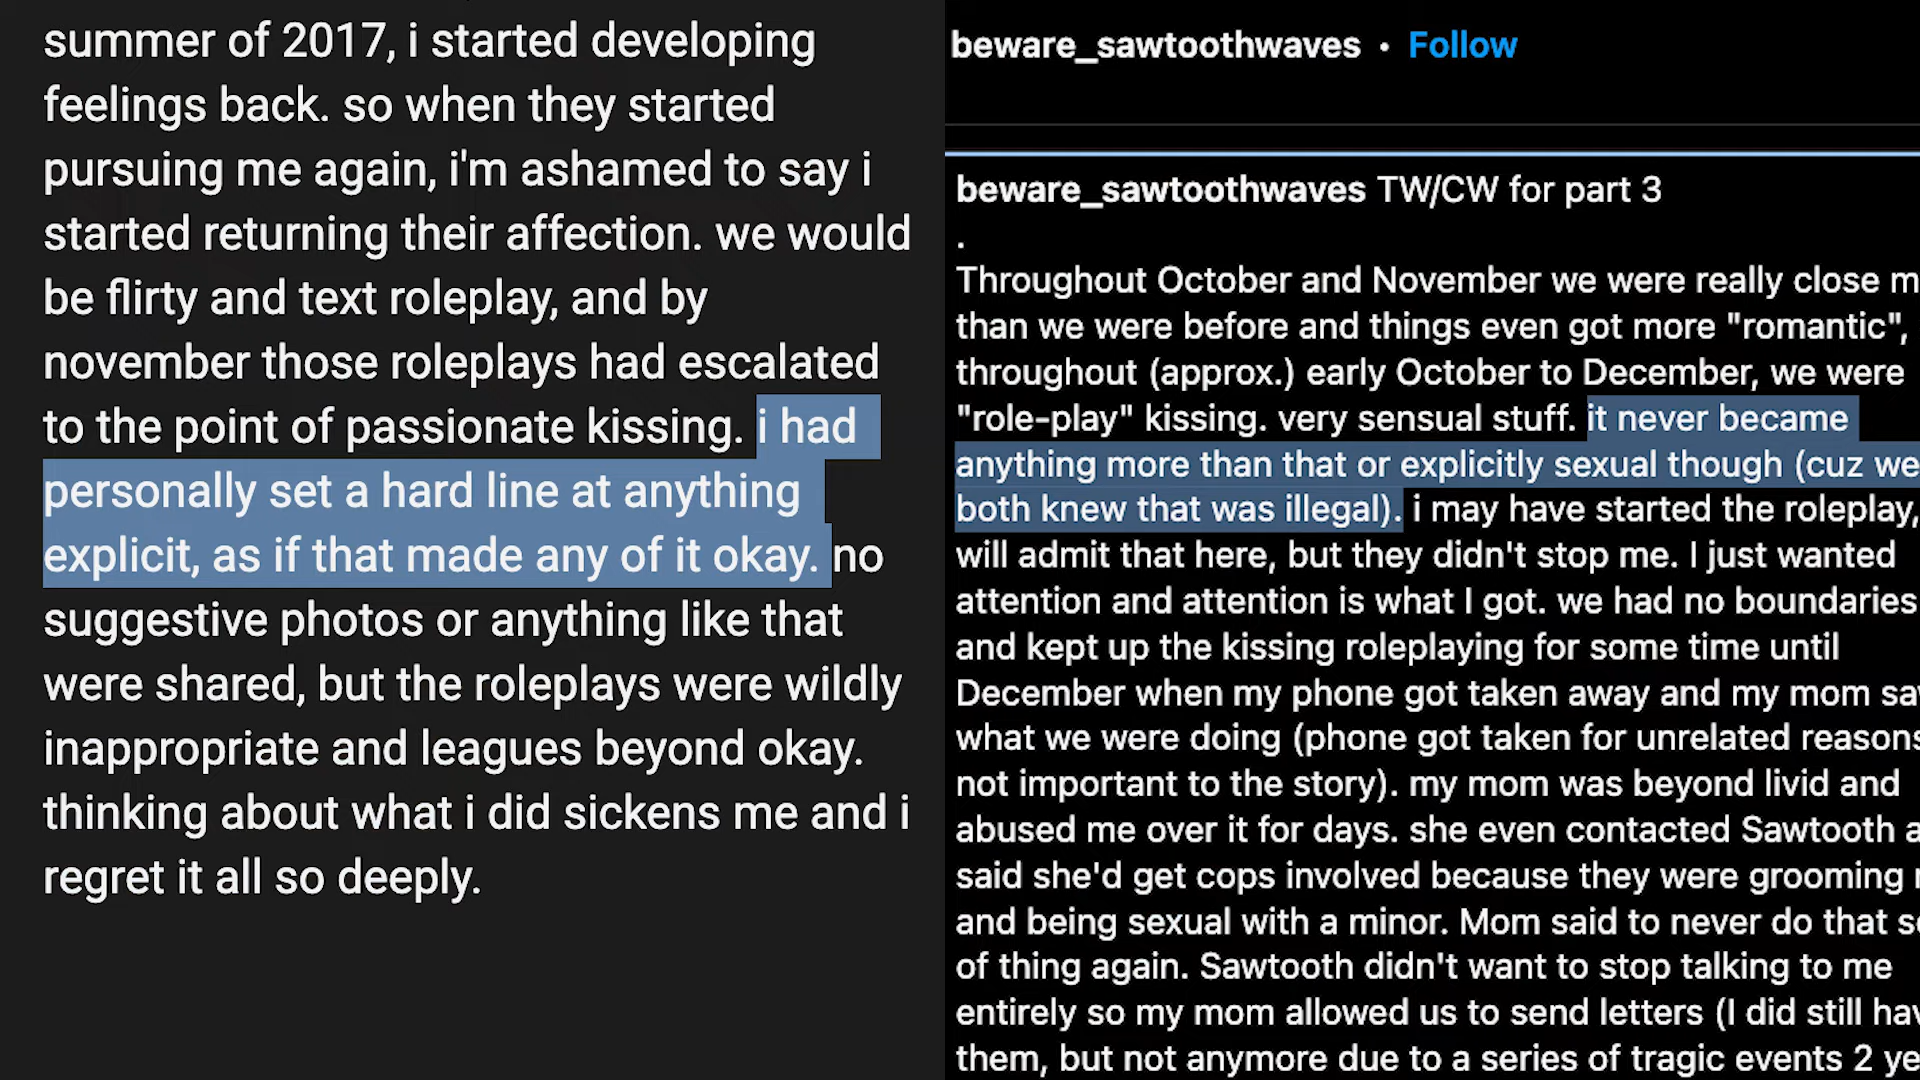 summer of 2017, i started developing
feelings back. so when they started
pursuing me again, i'm ashamed to say i
started returning their affection. we would
be flirty and text roleplay, and by
november those roleplays had escalated
to the point of passionate kissing. i had
personally set a hard line at anything
explicit, as if that made any of it okay. no
suggestive photos or anything like that
were shared, but the roleplays were wildly
inappropriate and leagues beyond okay.
thinking about what i did sickens me and i
regret it all so deeply.
beware_sawtoothwaves • Follow
beware_sawtoothwaves TW/CW for part 3
.
Throughout October and November we were really close
than we were before and things even got more "romantic",
throughout (approx.) early October to December, we were
"role-play" kissing. very sensual stuff. it never became
anything more than that or explicitly sexual though (cuz we
both knew that was illegal). i may have started the roleplay,
will admit that here, but they didn't stop me. I just wanted
attention and attention is what I got. we had no boundaries
and kept up the kissing roleplaying for some time until
December when my phone got taken away and my mom
what we were doing (phone got taken for unrelated reasons
not important to the story). my mom was beyond livid and
abused me over it for days. she even contacted Sawtooth
said she'd get cops involved because they were grooming
and being sexual with a minor. Mom said to never do that
of thing again. Sawtooth didn't want to stop talking to me
entirely so my mom allowed us to send letters (I did still
them, but not anymore due to a series of tragic events 2